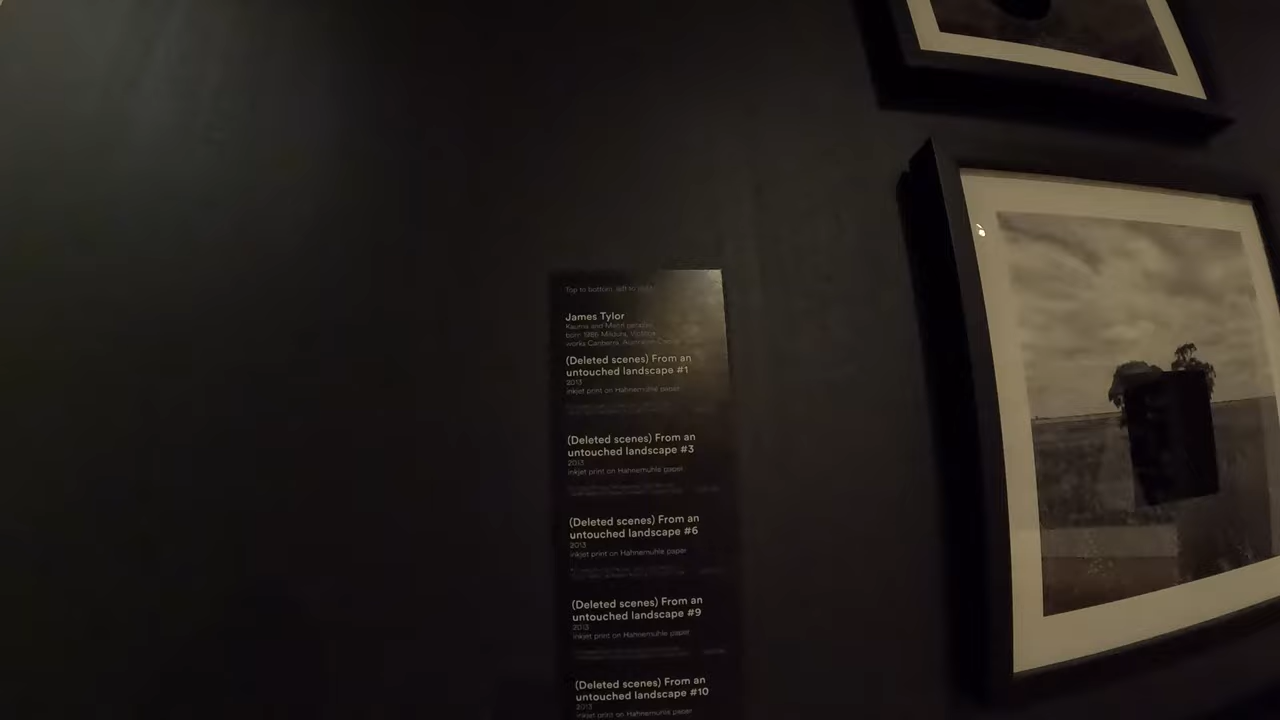 Top to bottom, left to right
James Tylor
Kaurna and Māori peoples
born 1986 Mildura, Victoria
works Canberra, Australian Capital
(Deleted scenes) From an
untouched landscape #1
2013
inkjet print on Hahnemuhle paper
(Deleted scenes) From an
untouched landscape #3
2013
inkjet print on Hahnemuhle paper
(Deleted scenes) From an
untouched landscape #6
2013
inkjet print on Hahnemuhle paper
(Deleted scenes) From an
untouched landscape #9
2013
inkjet print on Hahnemuhle paper
(Deleted scenes) From an
untouched landscape #10
2013
inkjet print on Hahnemuhle paper